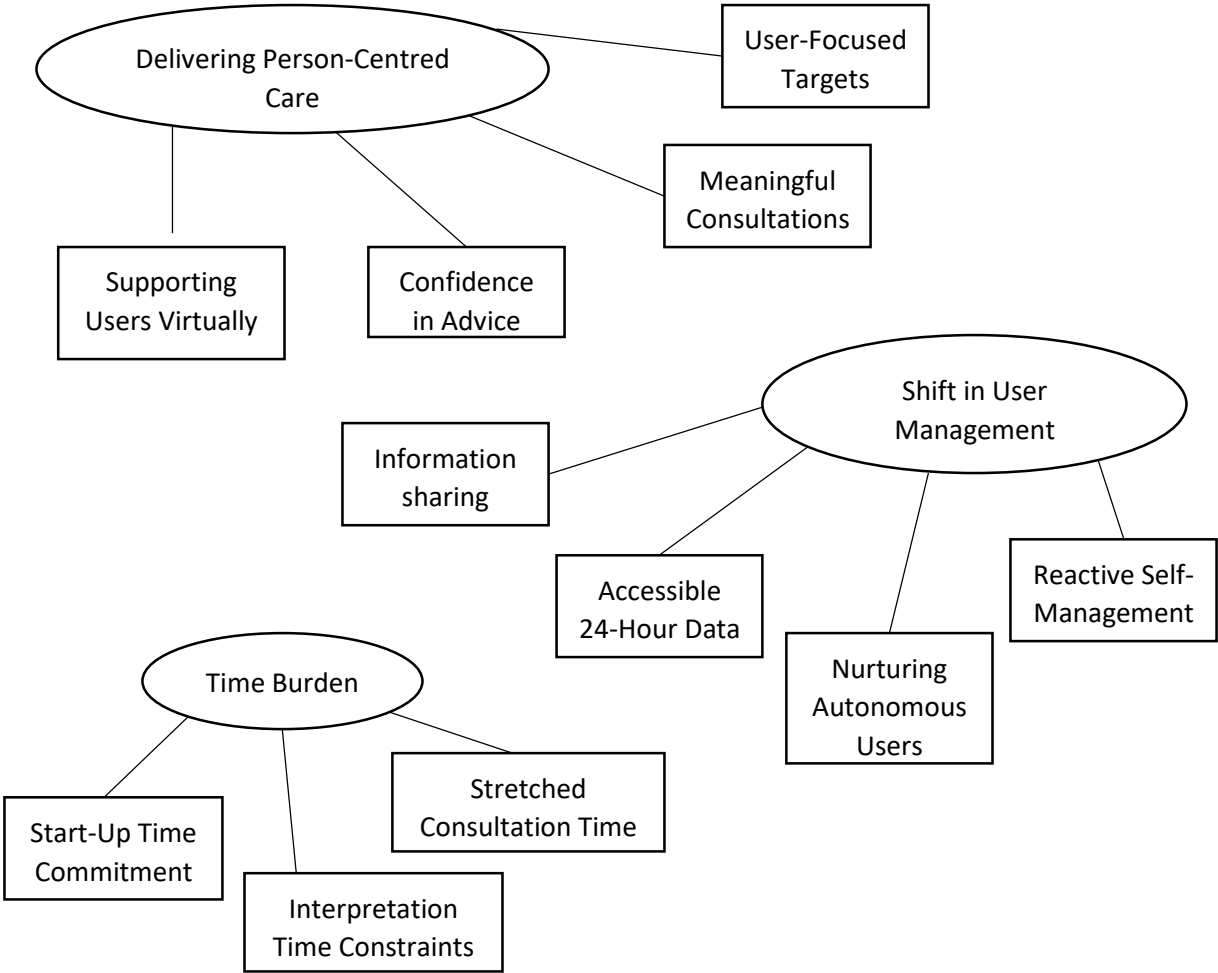 Delivering Person-Centred
Care
User-Focused
Targets
Meaningful
Consultations
Supporting
Users Virtually
Confidence
in Advice
Shift in User
Management
Information
sharing
Accessible
24-Hour Data
Nurturing
Autonomous
Users
Reactive Self-
Management
Time Burden
Start-Up Time
Commitment
Interpretation
Time Constraints
Stretched
Consultation Time